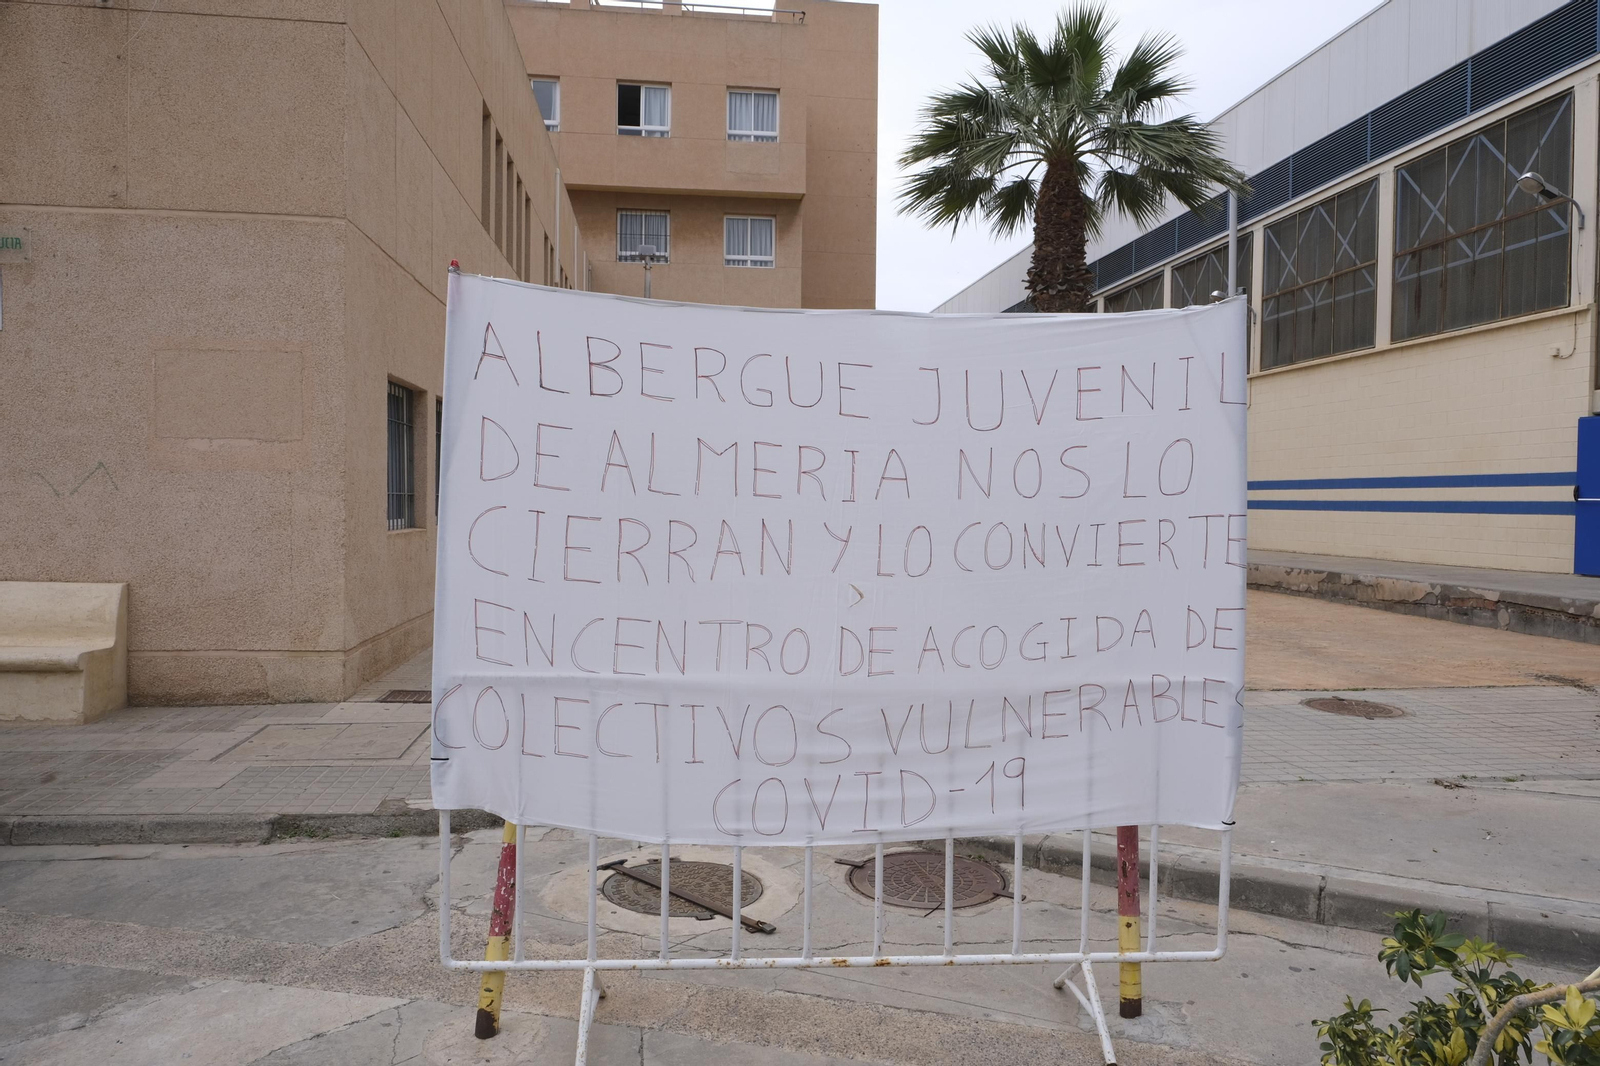 ALBERGUE JUVENIL
DE ALMERIA NOS LO
CIERRAN Y LO CONVIERTE
EN CENTRO DE ACOGIDA DE
COLECTIVOS VULNERABLES
COVID-19